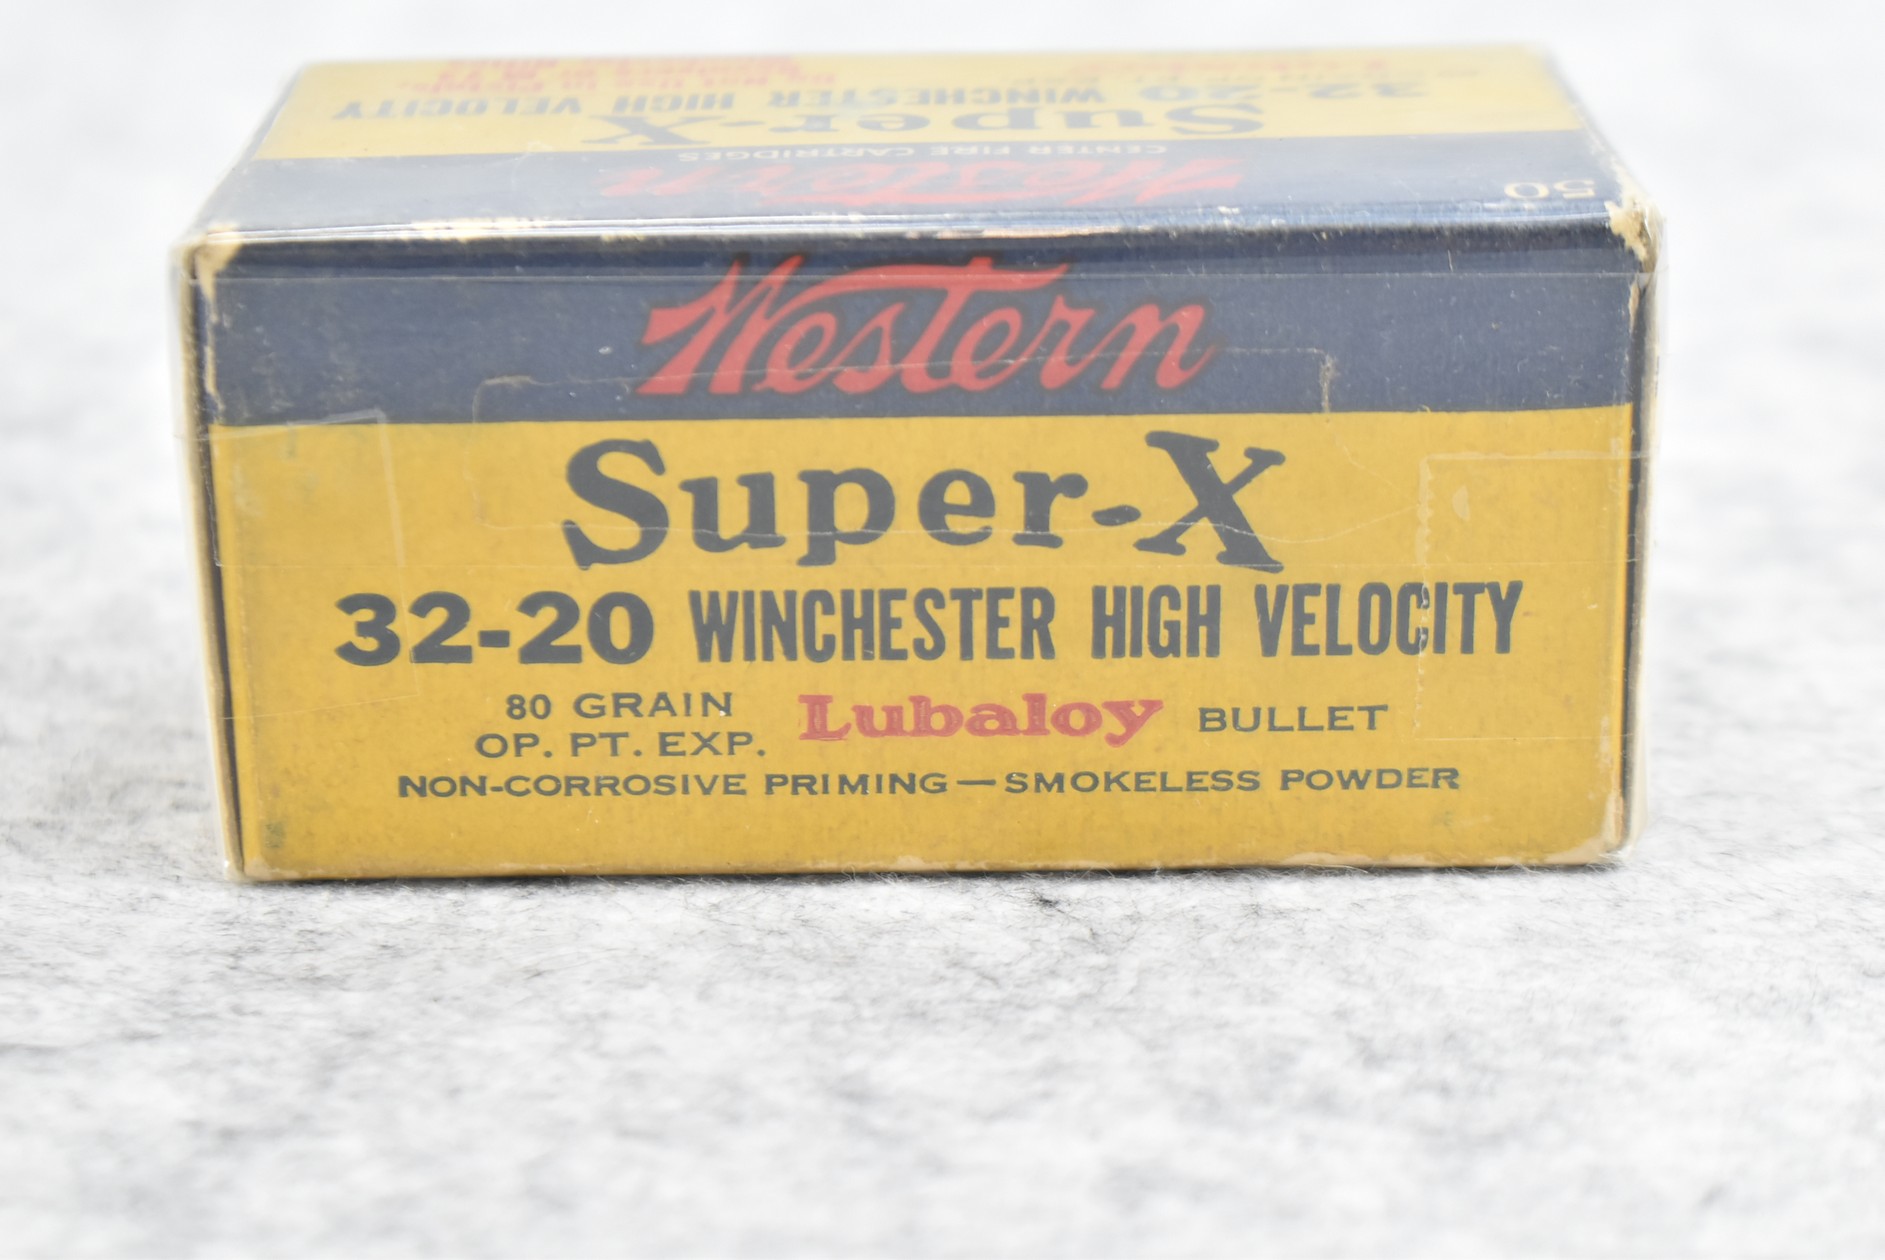 50
Western
CENTER FIRE CARTRIDGES
Super-X
32-20 WINCHESTER HIGH VELOCITY
Western
Super-X
32-20 WINCHESTER HIGH VELOCITY
80 GRAIN
OP. PT. EXP.
Lubaloy BULLET
NON-CORROSIVE PRIMING—SMOKELESS POWDER